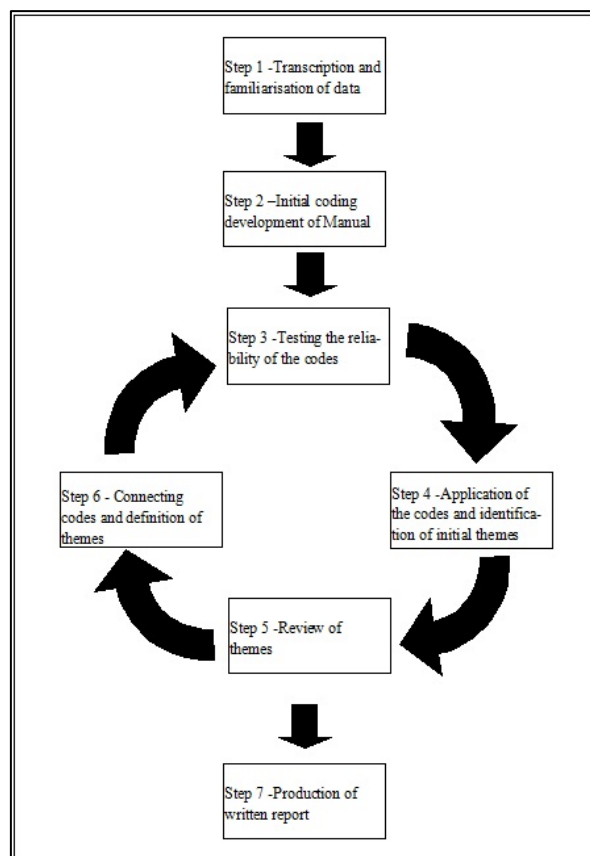 Step 1 -Transcription and
familiarisation of data
Step 2 –Initial coding
development of Manual
Step 3 -Testing the relia-
bility of the codes
Step 4 -Application of
the codes and identifica-
tion of initial themes
Step 5 -Review of
themes
Step 6 - Connecting
codes and definition of
themes
Step 7 -Production of
written report